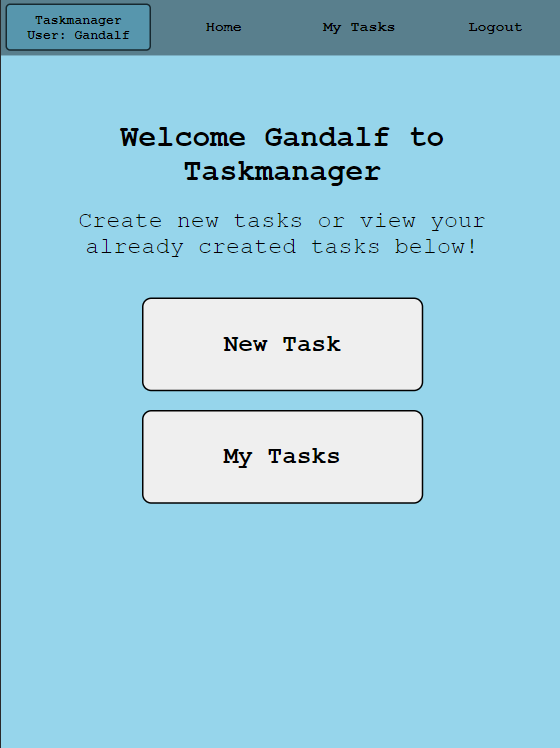 Taskmanager
User: Gandalf
Home
My Tasks
Logout
Welcome Gandalf to
Taskmanager
Create new tasks or view your
already created tasks below!
New Task
My Tasks